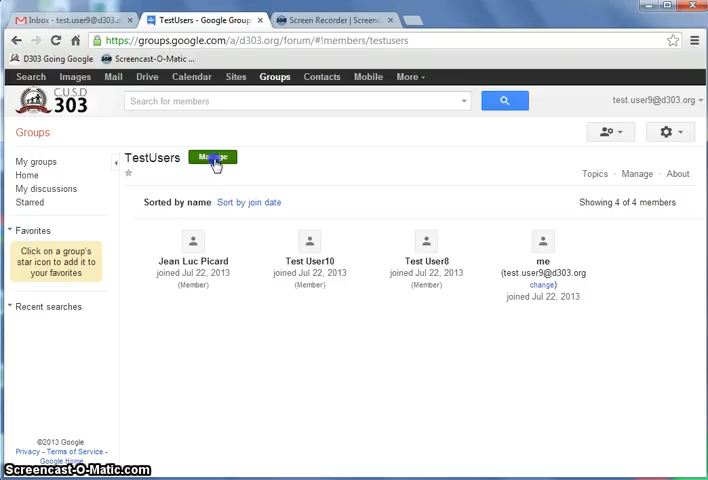 Inbox - test.user9@d303.o
TestUsers - Google Group
Screen Recorder | Screenc
https://groups.google.com/a/d303.org/forum/#!members/testusers
D303 Going Google
Screencast-O-Matic ...
Search Images Mail Drive Calendar Sites Groups Contacts Mobile More
C.U.S.D
303
Search for members
test.user9@d303.org
Groups
My groups
Home
My discussions
Starred
Favorites
Click on a group's
star icon to add it to
your favorites
Recent searches
TestUsers
Manage
Topics · Manage · About
Sorted by name Sort by join date
Showing 4 of 4 members
Jean Luc Picard
joined Jul 22, 2013
(Member)
Test User10
joined Jul 22, 2013
(Member)
Test User8
joined Jul 22, 2013
(Member)
me
(test.user9@d303.org
change)
joined Jul 22, 2013
©2013 Google
Privacy - Terms of Service -
Google Home
Screencast-O-Matic.com